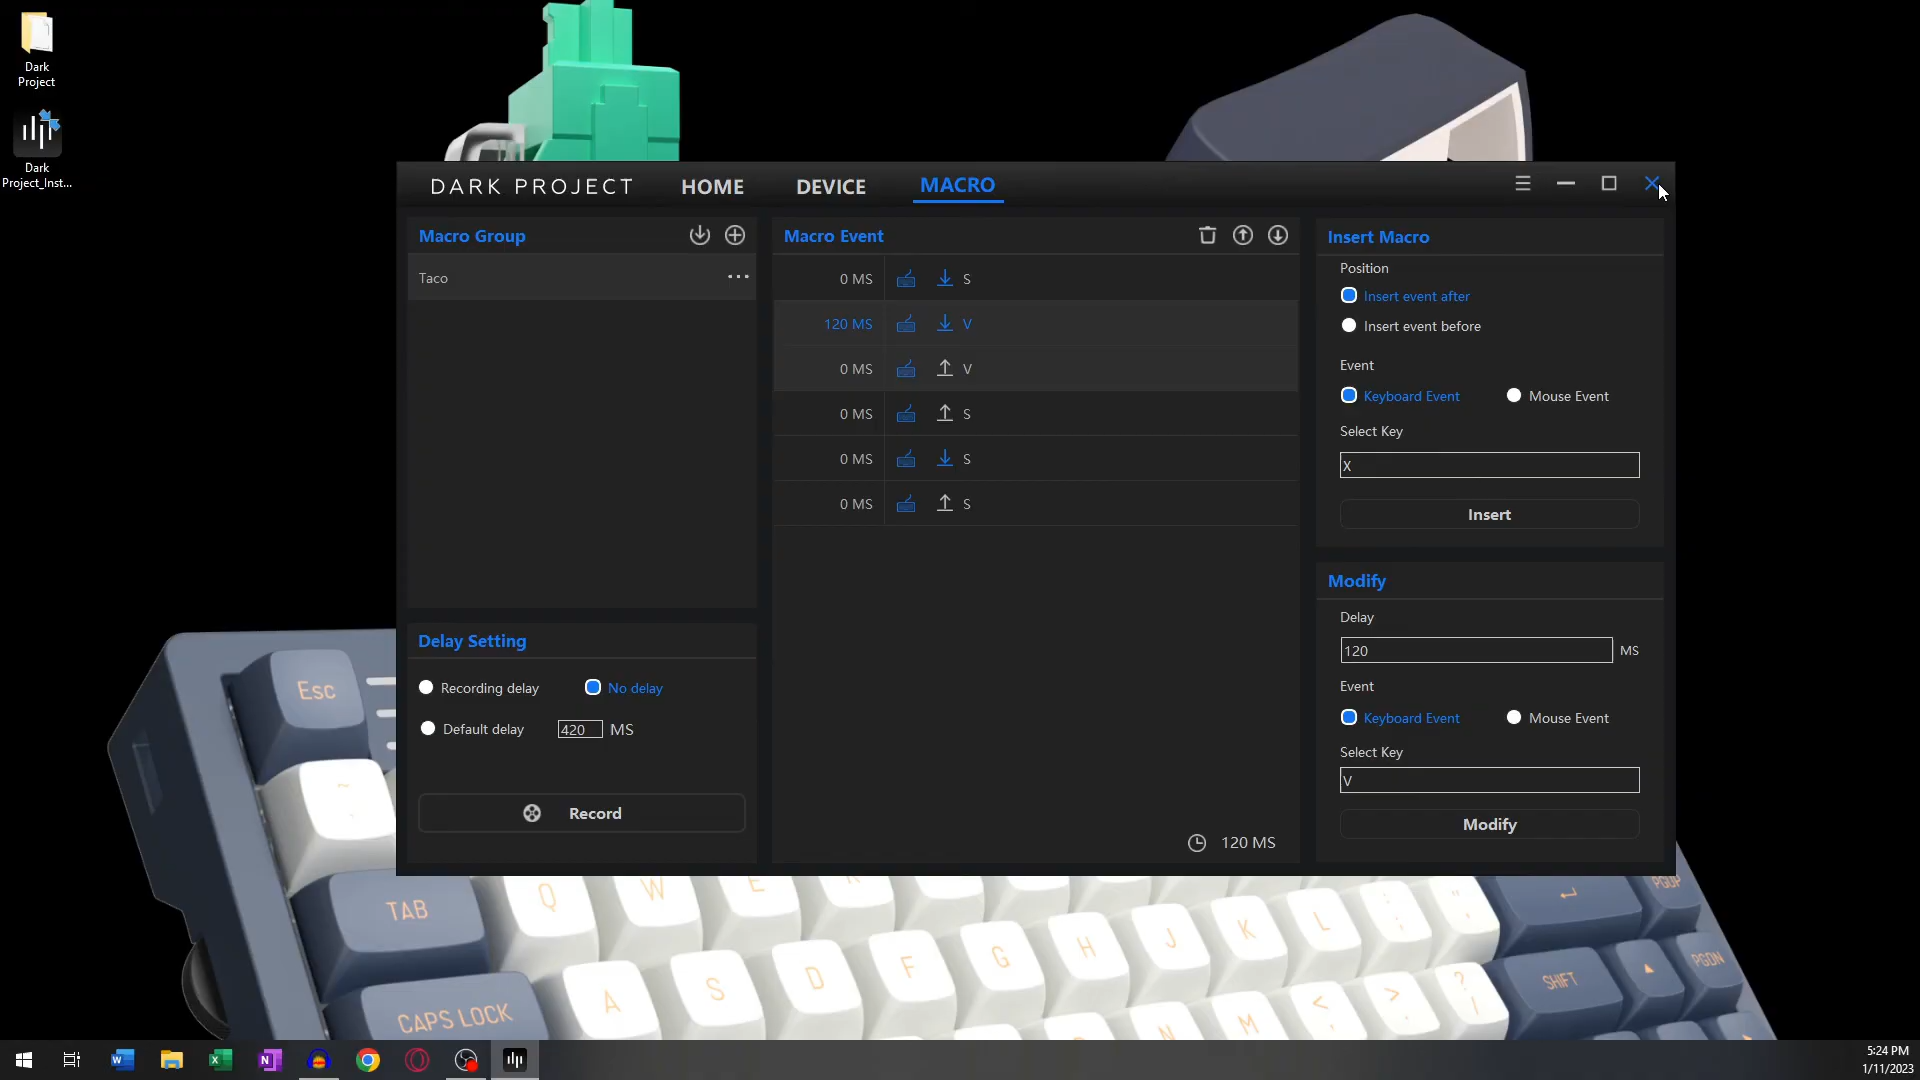 Dark
Project
Dark
Project_Inst...
DARK PROJECT
HOME
DEVICE
MACRO
Macro Group
Taco
Delay Setting
Recording delay
No delay
Default delay
420
MS
Record
Macro Event
0 MS
S
120 MS
V
0 MS
V
0 MS
S
0 MS
S
0 MS
S
120 MS
Insert Macro
Position
Insert event after
Insert event before
Event
Keyboard Event
Mouse Event
Select Key
X
Insert
Modify
Delay
120
MS
Event
Keyboard Event
Mouse Event
Select Key
V
Modify
Esc
TAB
Q
W
E
PGUP
CAPS LOCK
A
S
D
F
G
H
J
K
L
SHIFT
PGDN
N
M
5:24 PM
1/11/2023